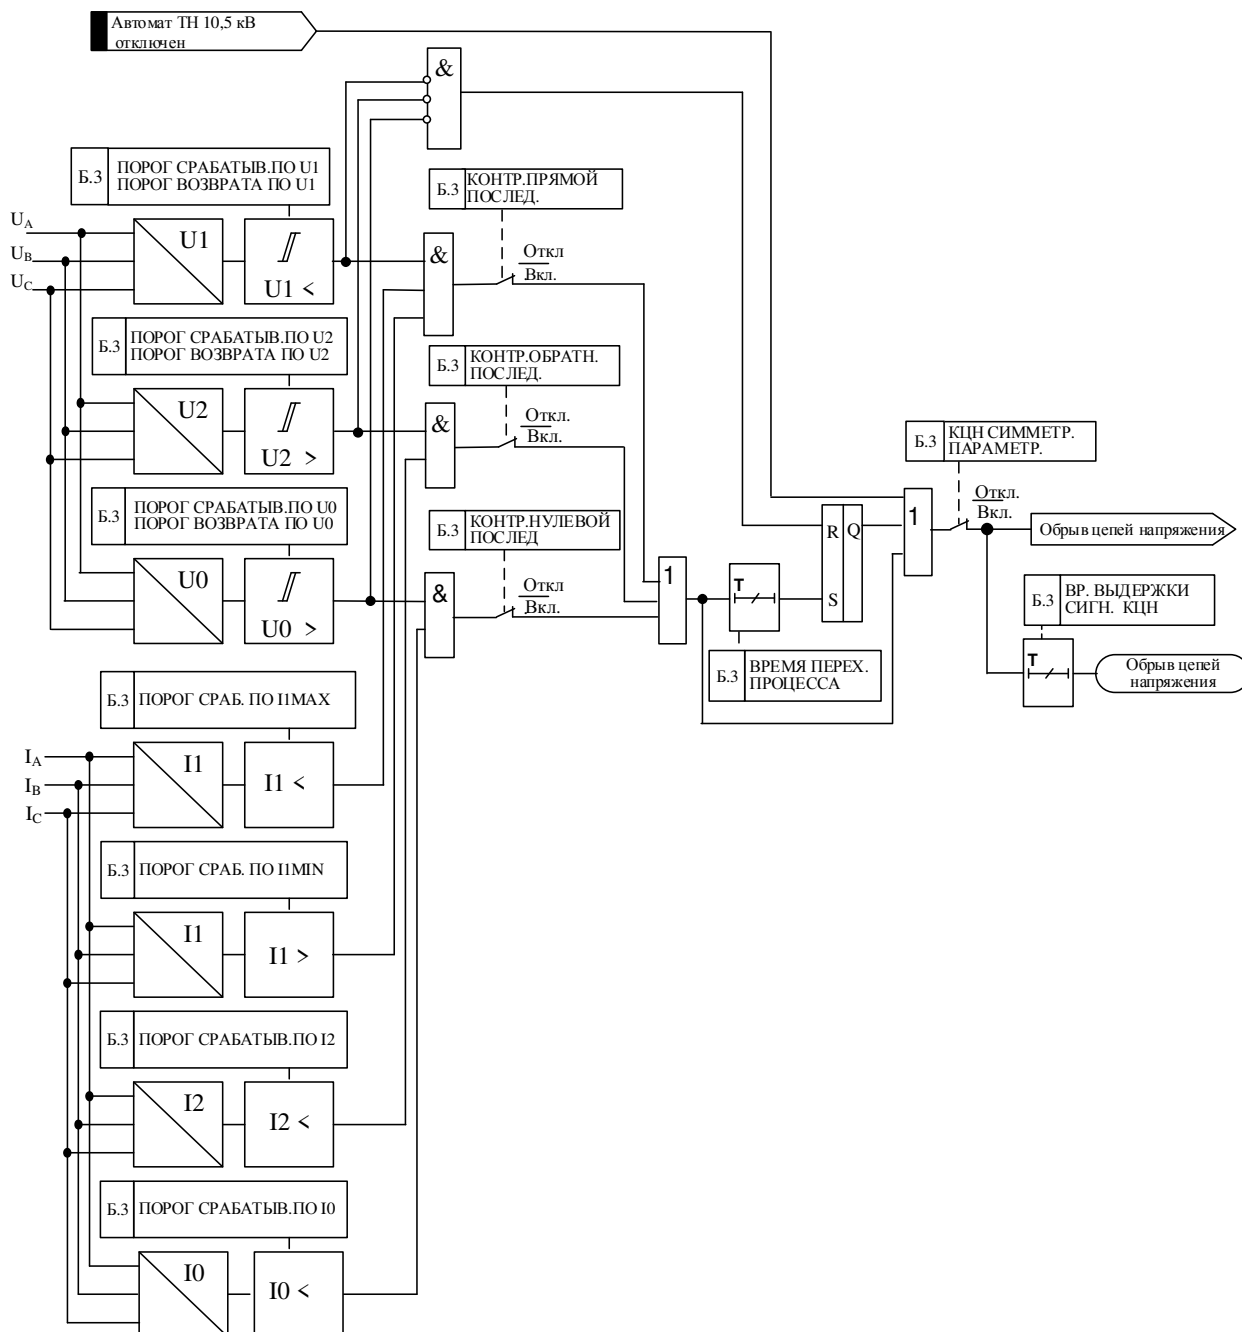 Автомат ТН 10,5 кВ
отключен
&
Б.3
ПОРОГ СРАБАТЫВ.ПО U1
ПОРОГ ВОЗВРАТА ПО U1
Б.3
КОНТР.ПРЯМОЙ
ПОСЛЕД.
UA
UB
UC
U1
U1 <
&
Откл
Вкл.
Б.3
ПОРОГ СРАБАТЫВ.ПО U2
ПОРОГ ВОЗВРАТА ПО U2
Б.3
КОНТР.ОБРАТН.
ПОСЛЕД.
U2
U2 >
&
Откл.
Вкл.
Б.3
КЦН СИММЕТР.
ПАРАМЕТР.
Б.3
ПОРОГ СРАБАТЫВ.ПО U0
ПОРОГ ВОЗВРАТА ПО U0
Б.3
КОНТР.НУЛЕВОЙ
ПОСЛЕД
R
Q
S
1
Откл.
Вкл.
Обрыв цепей напряжения
U0
U0 >
&
Откл
Вкл.
1
T
Б.3
ВР. ВЫДЕРЖКИ
СИГН. КЦН
Б.3
ВРЕМЯ ПЕРЕХ.
ПРОЦЕССА
T
Обрыв цепей
напряжения
Б.3
ПОРОГ СРАБ. ПО I1MAX
IA
IB
IC
I1
I1 <
Б.3
ПОРОГ СРАБ. ПО I1MIN
I1
I1 >
Б.3
ПОРОГ СРАБАТЫВ.ПО I2
I2
I2 <
Б.3
ПОРОГ СРАБАТЫВ.ПО I0
I0
I0 <